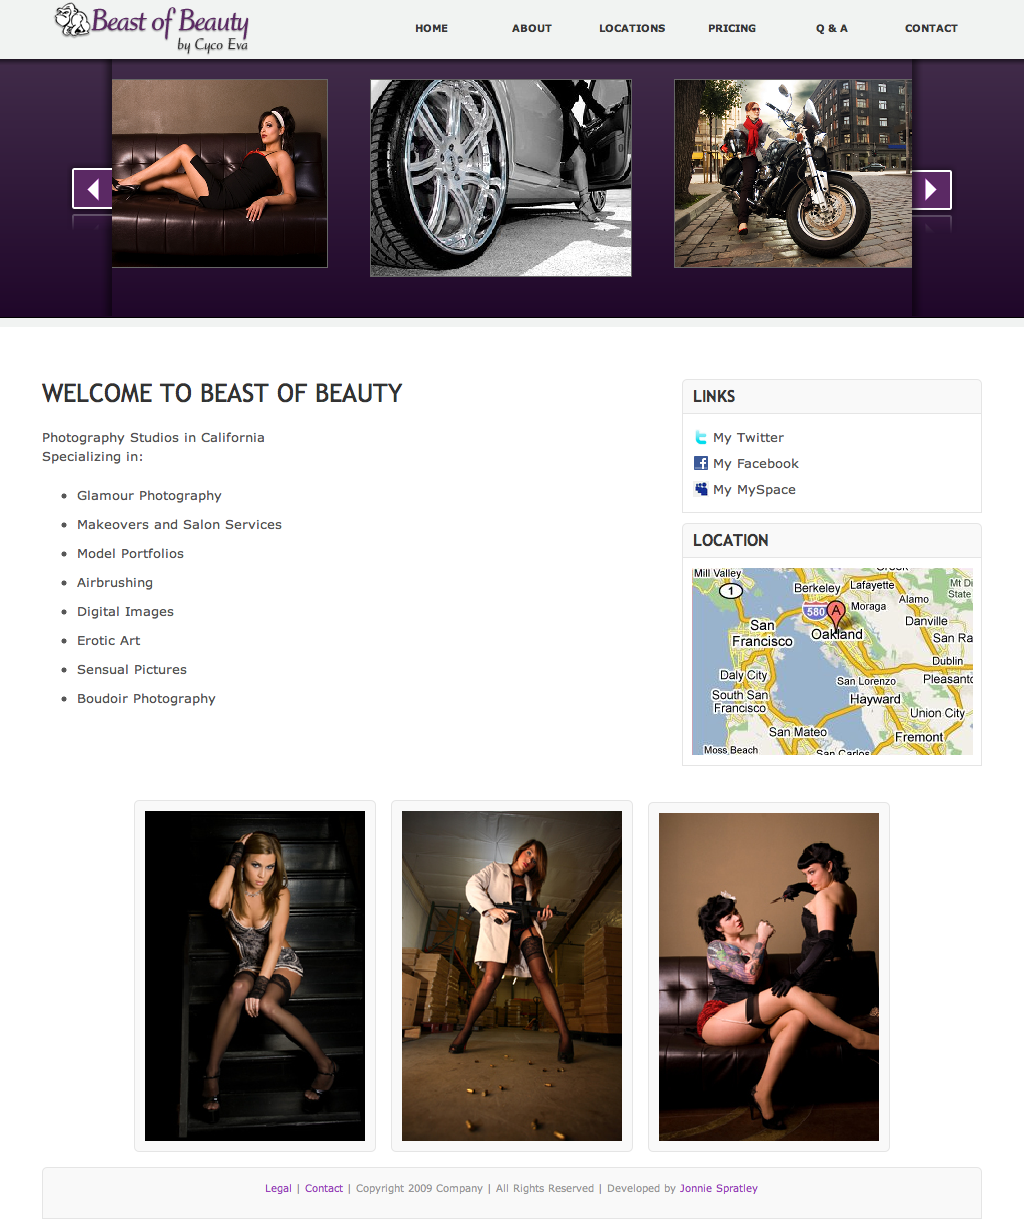 Beast of Beauty
by Cyco Eva
HOME ABOUT LOCATIONS PRICING Q & A CONTACT
WELCOME TO BEAST OF BEAUTY
Photography Studios in California
Specializing in:
Glamour Photography
Makeovers and Salon Services
Model Portfolios
Airbrushing
Digital Images
Erotic Art
Sensual Pictures
Boudoir Photography
LINKS
My Twitter
My Facebook
My MySpace
LOCATION
Mill Valley
1
Berkeley
Lafayette
Mt Di
State
580
A
Moraga
Alamo
Danville
San
Francisco
Oakland
San Ra
Dublin
Daly City
San Lorenzo
Pleasant
South San
Francisco
Hayward
Union City
San Mateo
Fremont
Moss Beach
San Carlos
Legal | Contact | Copyright 2009 Company | All Rights Reserved | Developed by Jonnie Spratley